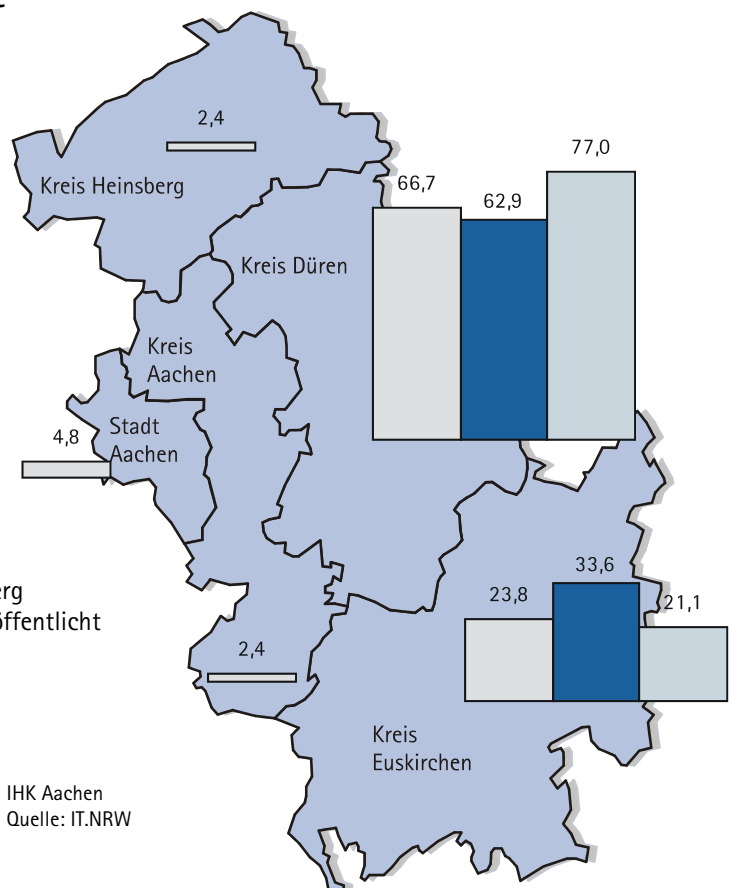 2,4
Kreis Heinsberg
77,0
66,7
62,9
Kreis Düren
Kreis
Aachen
Stadt
Aachen
4,8
33,6
23,8
21,1
öffentlicht
2,4
Kreis
Euskirchen
IHK Aachen
Quelle: IT.NRW